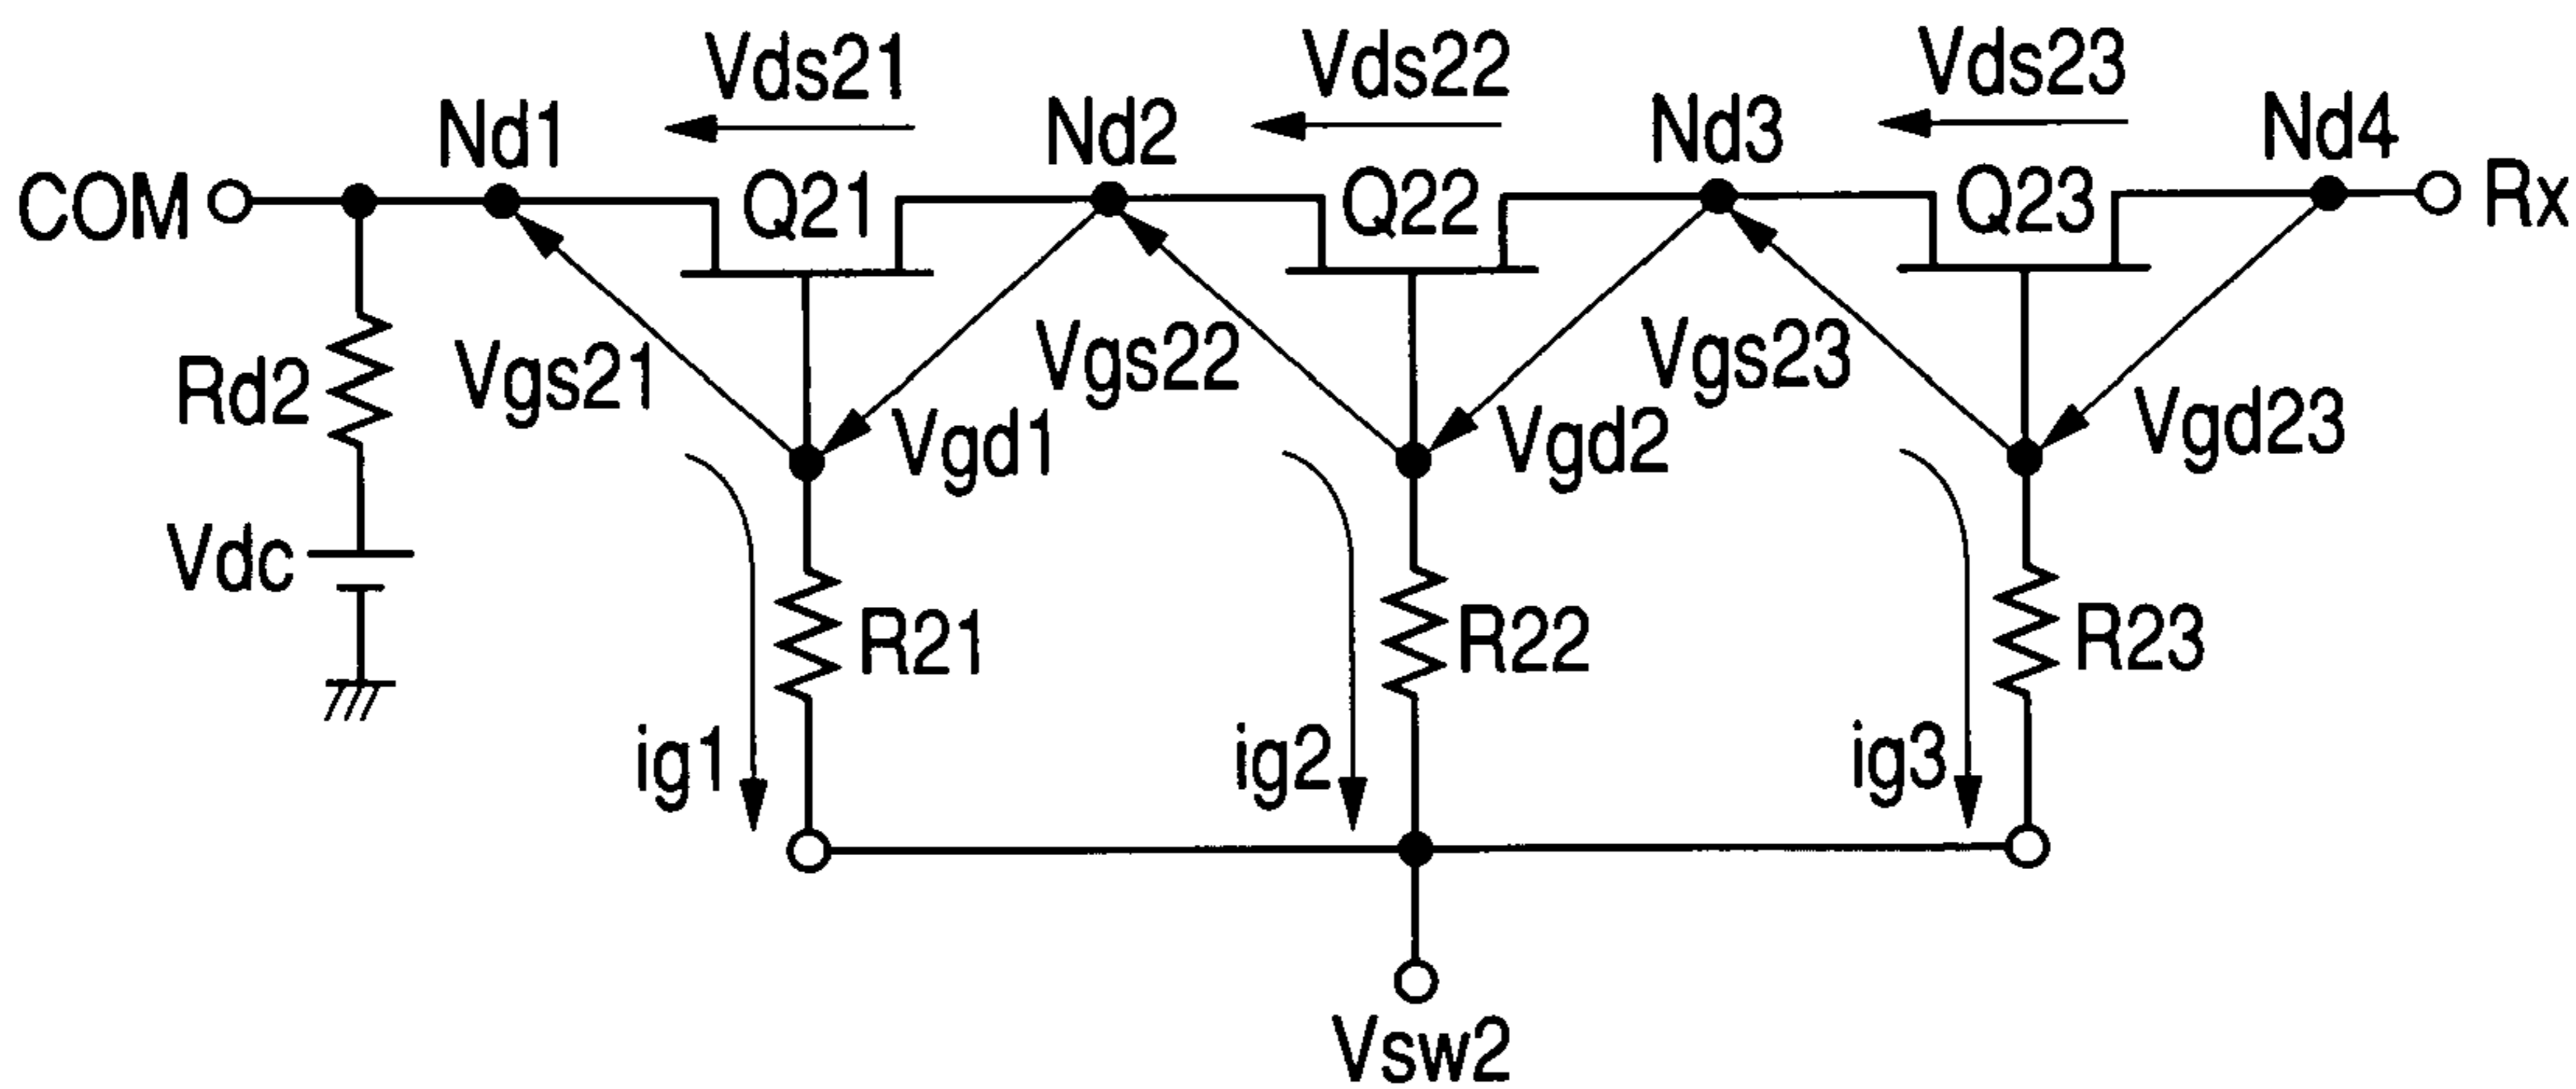 Vds21
Vds22
Vds23
Nd1
Nd2
Nd3
Nd4
COM
Q21
Q22
Q23
Rx
Rd2
Vgs21
Vgs22
Vgs23
Vgd1
Vgd2
Vgd23
Vdc
R21
R22
R23
ig1
ig2
ig3
Vsw2